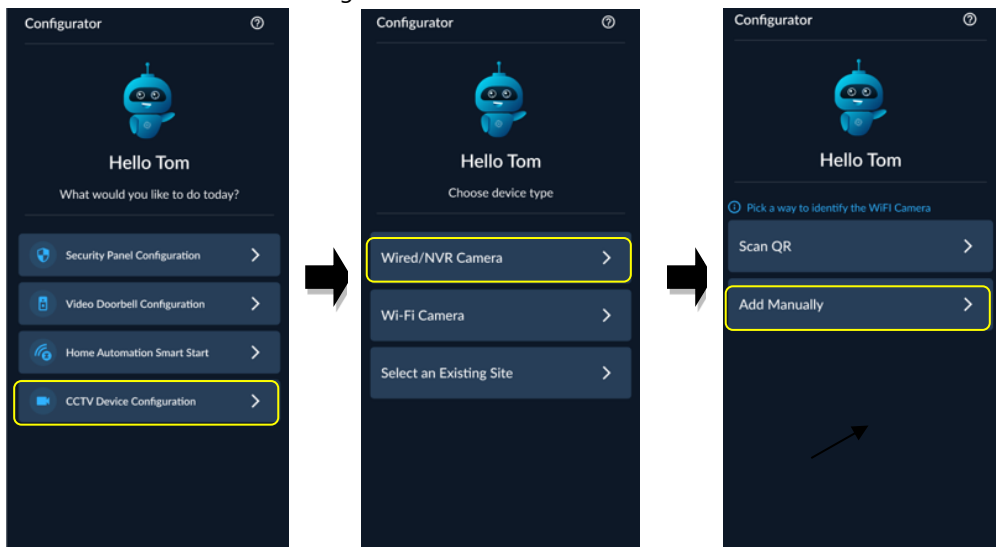 Configurator
Hello Tom
What would you like to do today?
Security Panel Configuration
Video Doorbell Configuration
Home Automation Smart Start
CCTV Device Configuration
Configurator
Hello Tom
Choose device type
Wired/NVR Camera
Wi-Fi Camera
Select an Existing Site
Configurator
Hello Tom
Pick a way to identify the WiFI Camera
Scan QR
Add Manually